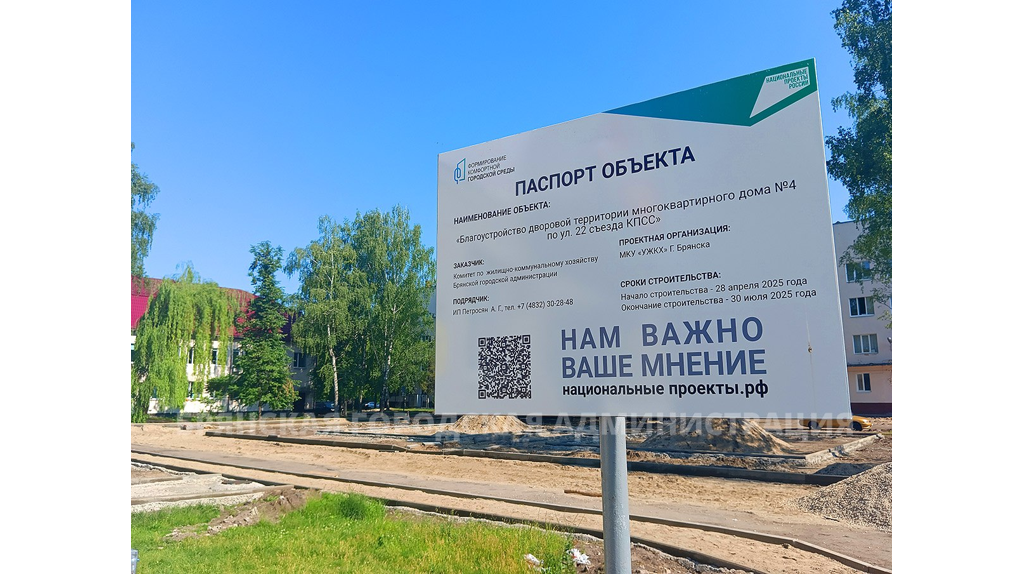 НАЦИОНАЛЬНЫЕ
ПРОЕКТЫ
РОССИИ
ФОРМИРОВАНИЕ
КОМФОРТНОЙ
ГОРОДСКОЙ СРЕДЫ
ПАСПОРТ ОБЪЕКТА
НАИМЕНОВАНИЕ ОБЪЕКТА:
«Благоустройство дворовой территории многоквартирного дома №4
по ул. 22 съезда КПСС»
ЗАКАЗЧИК:
Комитет по жилищно-коммунальному хозяйству
Брянской городской администрации
ПОДРЯДЧИК:
ИП Петросян А. Г., тел. +7 (4832) 30-28-48
ПРОЕКТНАЯ ОРГАНИЗАЦИЯ:
МКУ «УЖКХ» Г. Брянска
СРОКИ СТРОИТЕЛЬСТВА:
Начало строительства - 28 апреля 2025 года
Окончание строительства - 30 июля 2025 года
НАМ ВАЖНО
ВАШЕ МНЕНИЕ
национальные проекты.рф
БРЯНСКАЯ ГОРОДСКАЯ АДМИНИСТРАЦИЯ